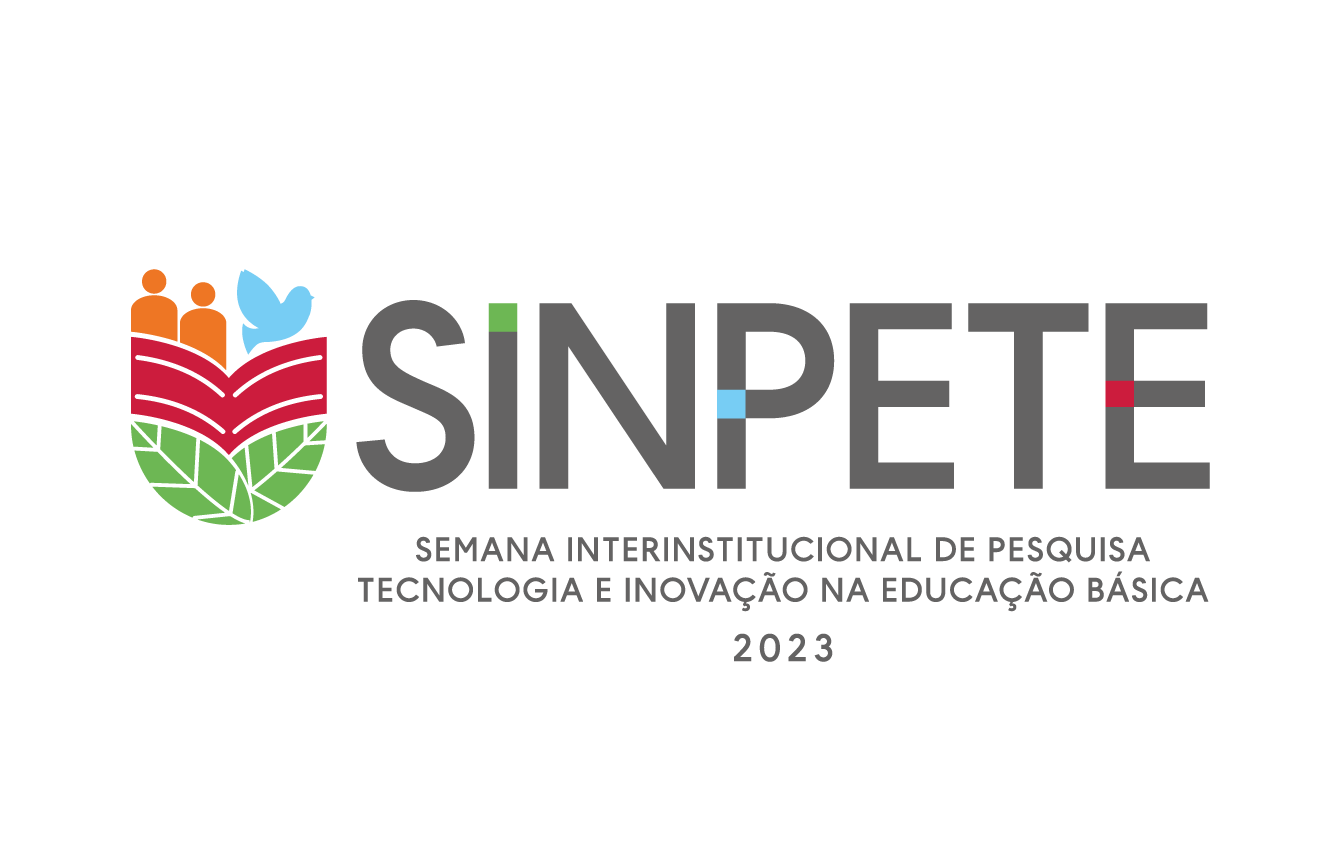 SiNPETE
SEMANA INTERINSTITUCIONAL DE PESQUISA
TECNOLOGIA E INOVAÇÃO NA EDUCAÇÃO BÁSICA
2023